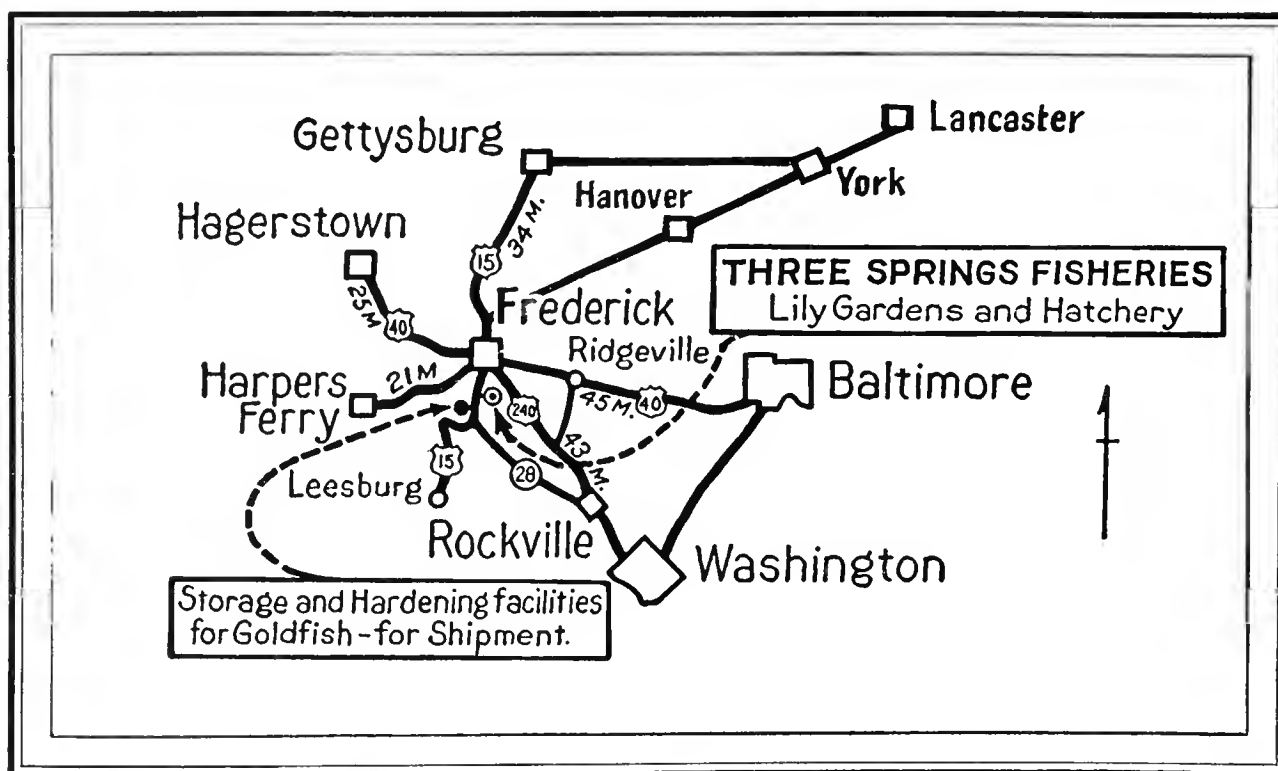 Lancaster
Gettysburg
York
Hanover
Hagerstown
34 M.
15
THREE SPRINGS FISHERIES
Lily Gardens and Hatchery
25M
40
Frederick
Ridgeville
21 M
Harpers
Ferry
Baltimore
45 M.
40
240
43 M.
15
28
Leesburg
Rockville
Washington
Storage and Hardening facilities
for Goldfish-for Shipment.